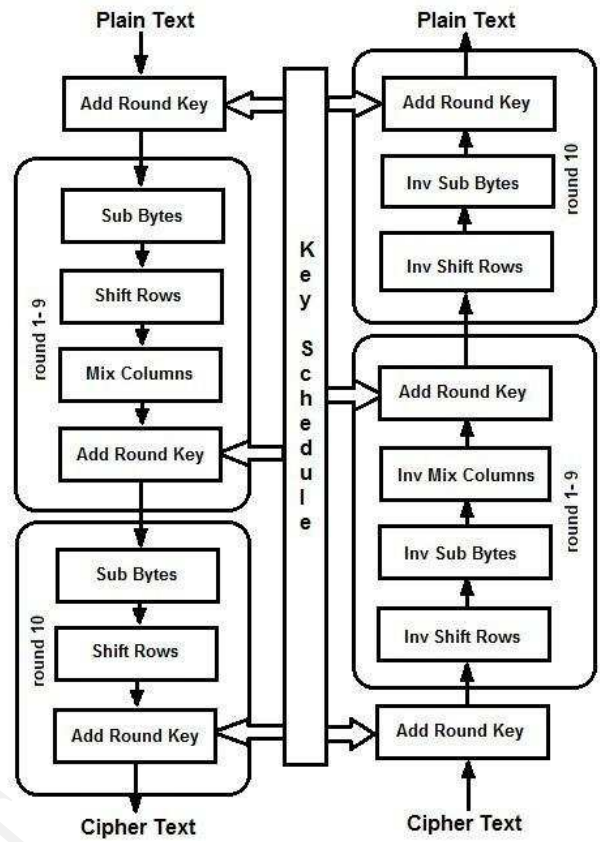 Plain Text
Add Round Key
round 1- 9
Sub Bytes
Shift Rows
Mix Columns
Add Round Key
round 10
Sub Bytes
Shift Rows
Add Round Key
Cipher Text
Key Schedule
Plain Text
Add Round Key
Inv Sub Bytes
Inv Shift Rows
round 10
Add Round Key
Inv Mix Columns
Inv Sub Bytes
Inv Shift Rows
round 1- 9
Add Round Key
Cipher Text